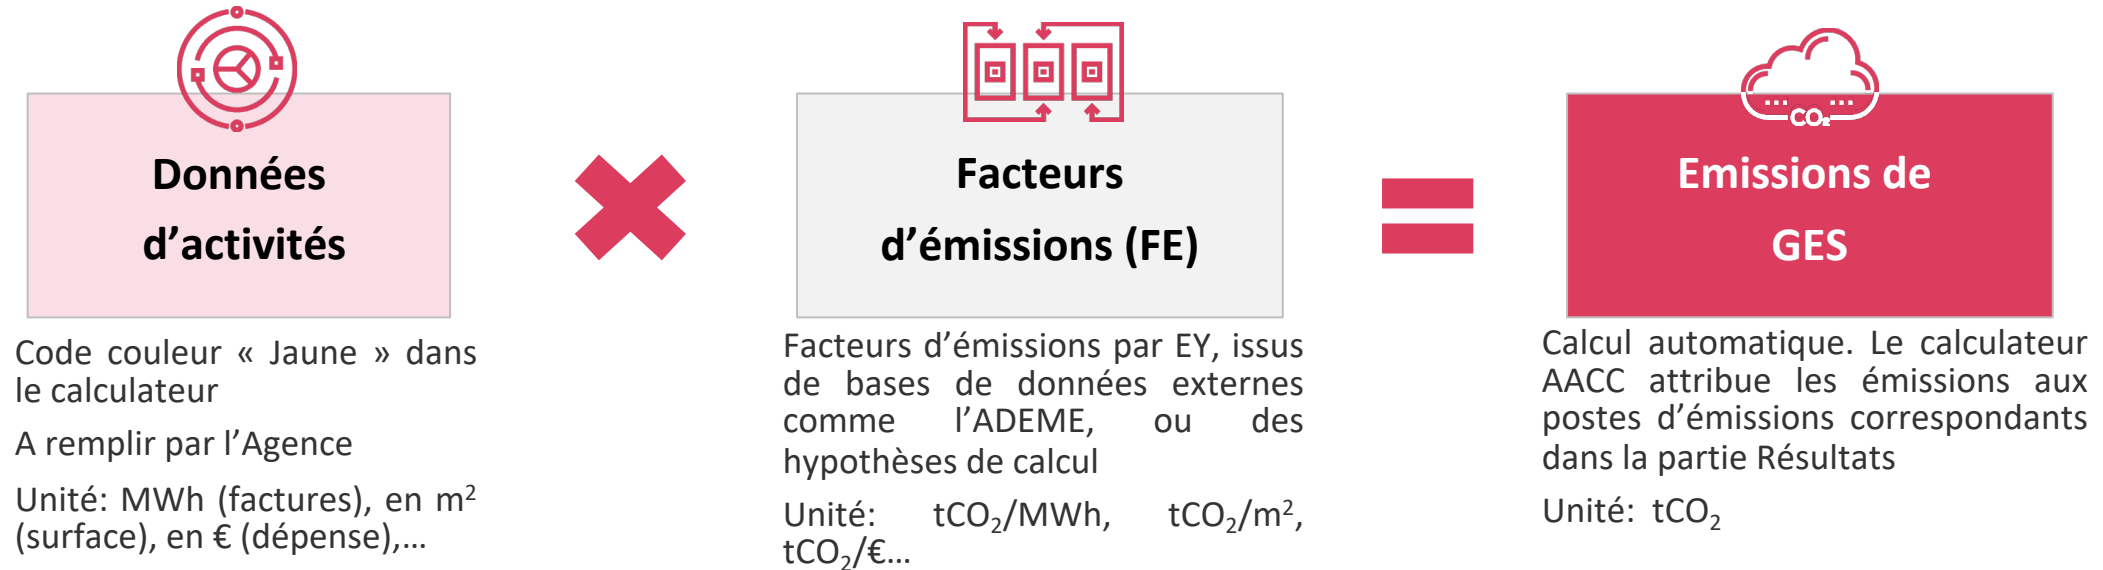 Données
d’activités
Code couleur « Jaune » dans
le calculateur
A remplir par l’Agence
Unité: MWh (factures), en m²
(surface), en € (dépense),…
Facteurs
d’émissions (FE)
Facteurs d’émissions par EY, issus
de bases de données externes
comme l’ADEME, ou des
hypothèses de calcul
Unité: tCO₂/MWh, tCO₂/m²,
tCO₂/€…
CO₂
Emissions de
GES
Calcul automatique. Le calculateur
AACC attribue les émissions aux
postes d’émissions correspondants
dans la partie Résultats
Unité: tCO₂